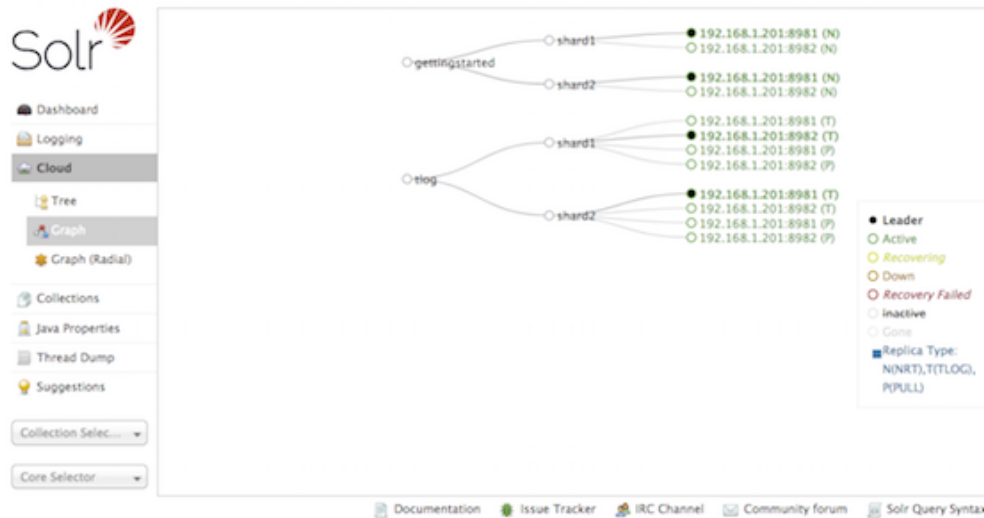 Solr
Dashboard
Logging
Cloud
Tree
Graph
Graph (Radial)
Collections
Java Properties
Thread Dump
Suggestions
Collection Selec...
Core Selector
gettingstarted
shard1
192.168.1.201:8981 (N)
192.168.1.201:8982 (N)
shard2
192.168.1.201:8981 (N)
192.168.1.201:8982 (N)
tlog
shard1
192.168.1.201:8981 (T)
192.168.1.201:8982 (T)
192.168.1.201:8981 (P)
192.168.1.201:8982 (P)
shard2
192.168.1.201:8981 (T)
192.168.1.201:8982 (T)
192.168.1.201:8981 (P)
192.168.1.201:8982 (P)
Leader
Active
Recovering
Down
Recovery Failed
inactive
Gone
Replica Type:
N(NRT),T(TLOG),
P(PULL)
Documentation
Issue Tracker
IRC Channel
Community forum
Solr Query Syntax